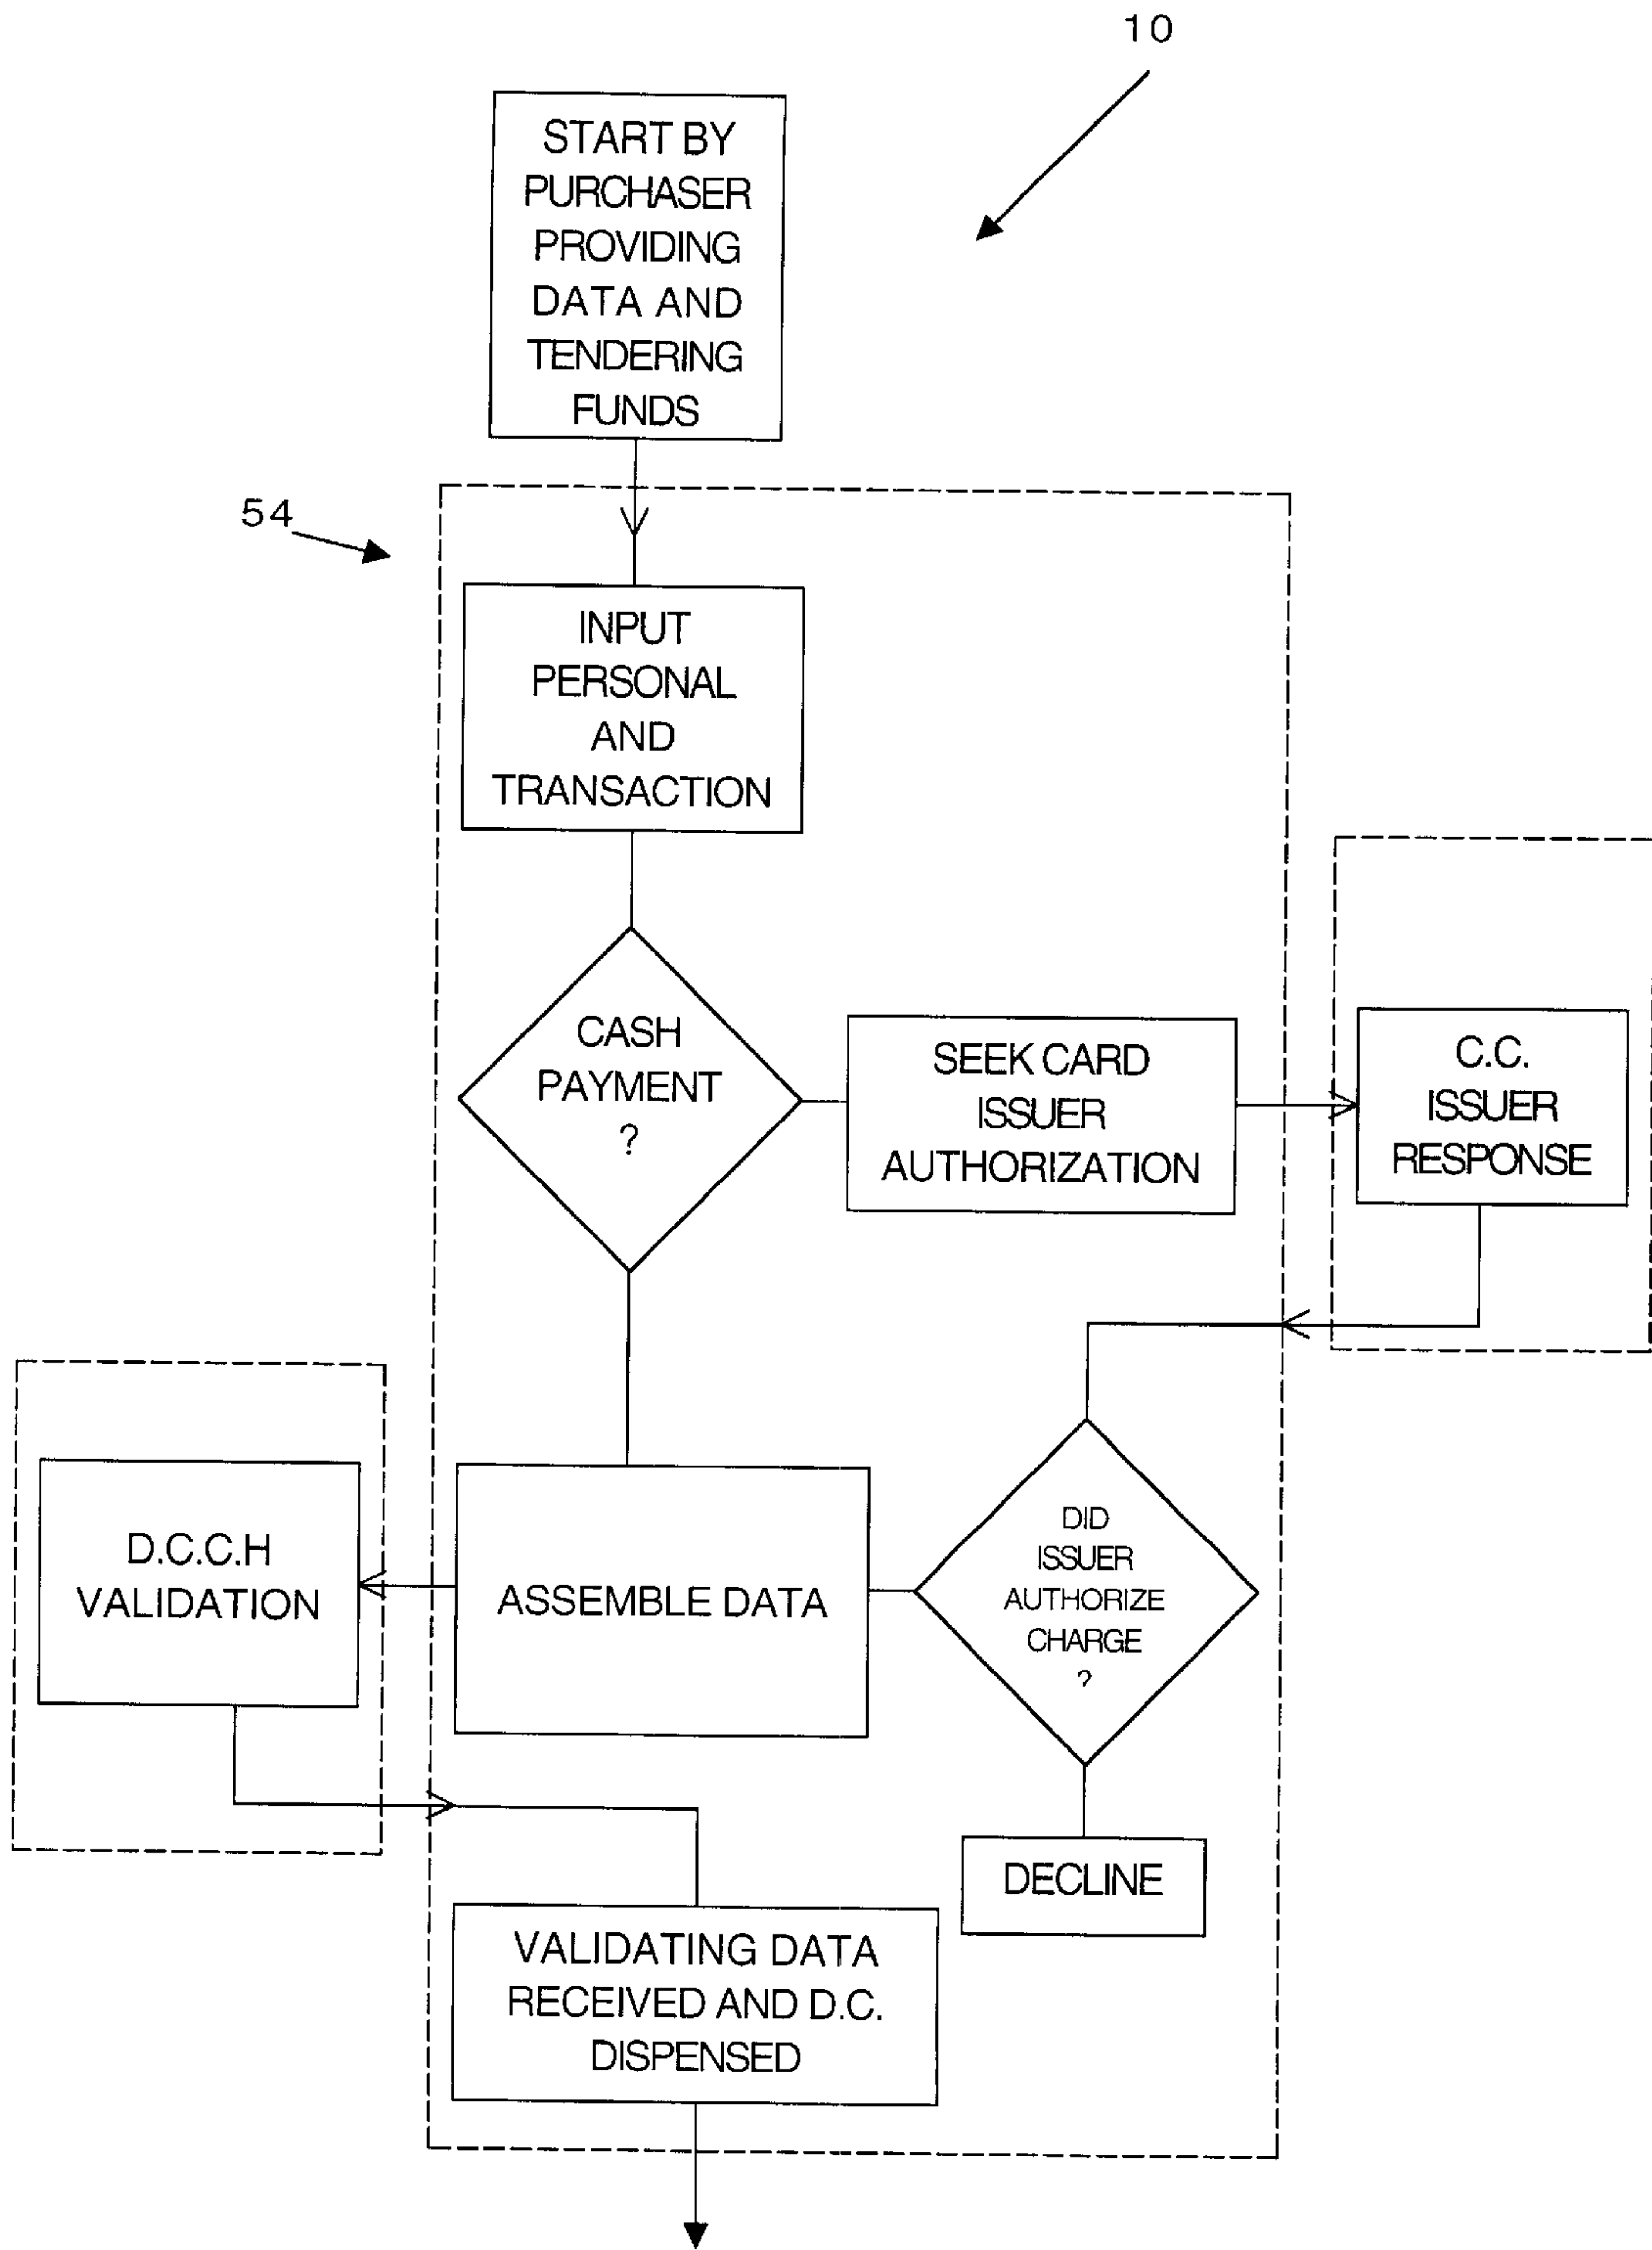 10
START BY
PURCHASER
PROVIDING
DATA AND
TENDERING
FUNDS
54
INPUT
PERSONAL
AND
TRANSACTION
CASH
PAYMENT
?
SEEK CARD
ISSUER
AUTHORIZATION
C.C.
ISSUER
RESPONSE
D.C.C.H
VALIDATION
ASSEMBLE DATA
DID
ISSUER
AUTHORIZE
CHARGE
?
DECLINE
VALIDATING DATA
RECEIVED AND D.C.
DISPENSED